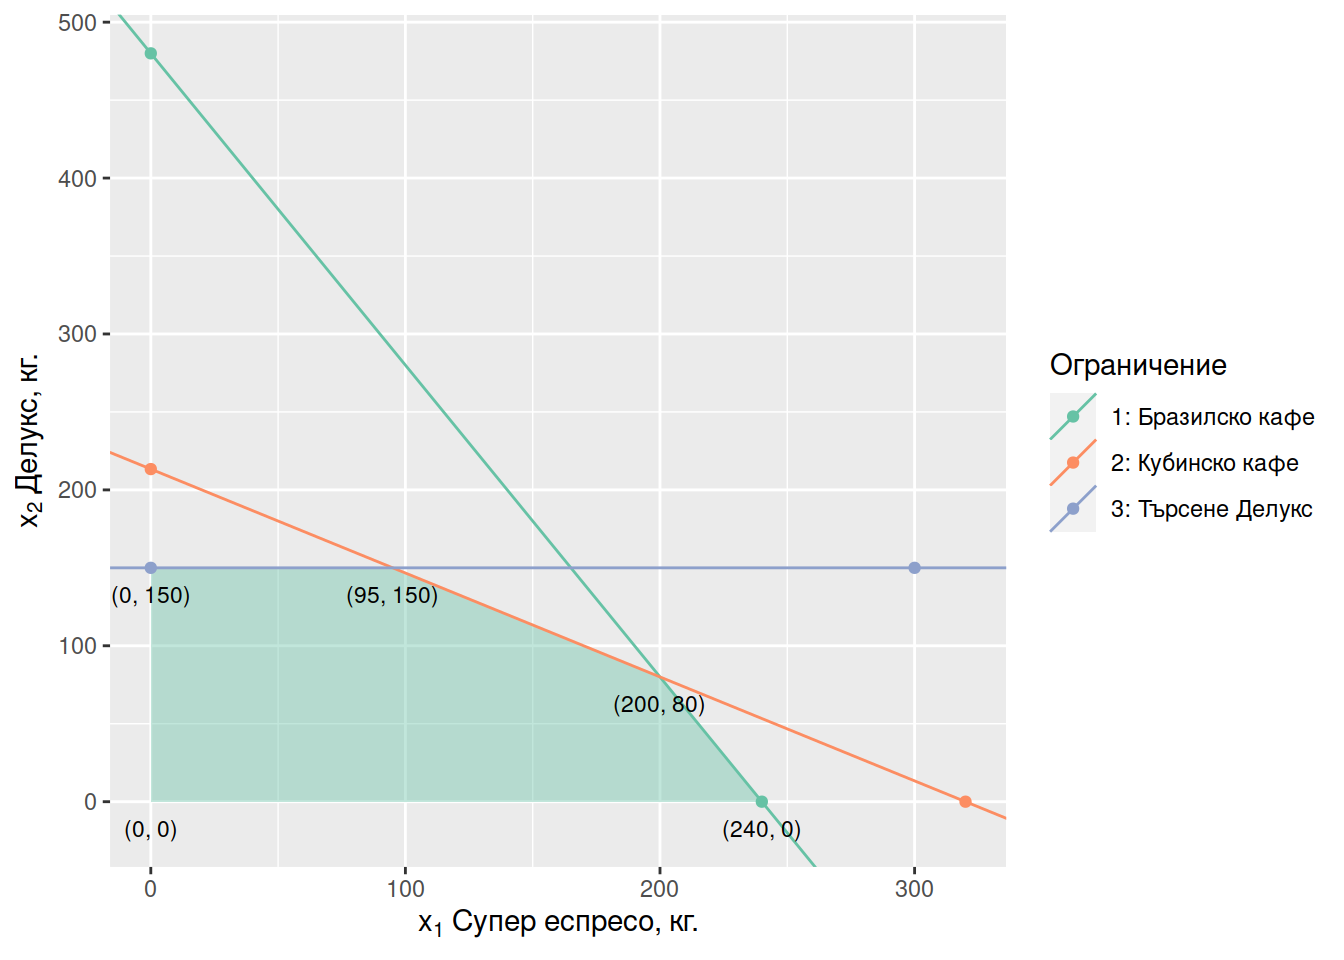 500
400
300
200
100
0
x₂ Делукс, кг.
(0, 150)
(95, 150)
(200, 80)
(0, 0)
(240, 0)
0
100
200
300
x₁ Супер еспресо, кг.
Ограничение
1: Бразилско кафе
2: Кубинско кафе
3: Търсене Делукс